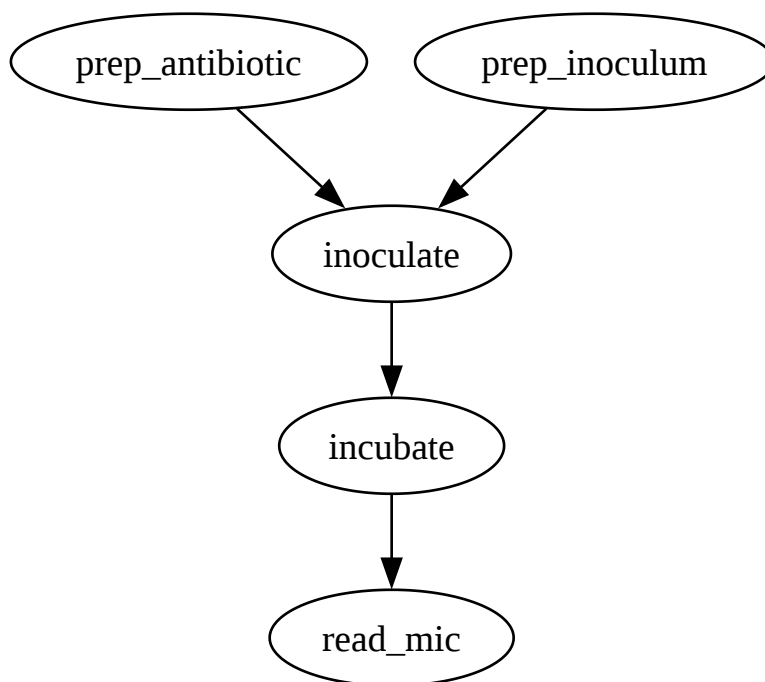 prep_antibiotic
prep_inoculum
inoculate
incubate
read_mic